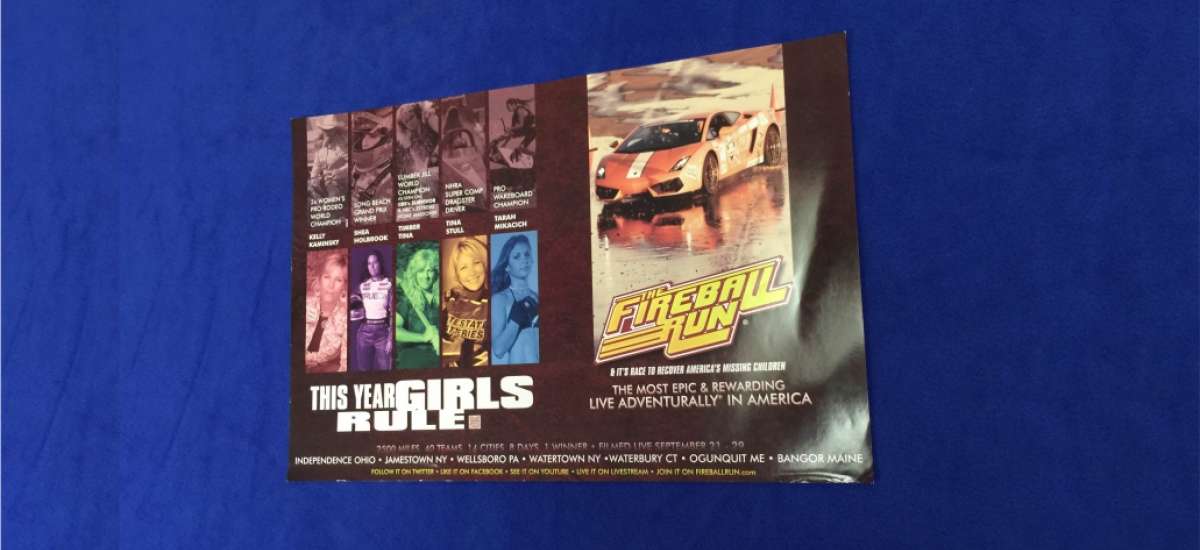 3x WOMEN'S
PRO RODEO
WORLD
CHAMPION
KELLY
KAMINSKY
LONG BEACH
GRAND PRIX
WINNER
SHEA
HOLBROOK
LUMBER JILL
WORLD
CHAMPION
TIMBER
TINA
NHRA
SUPER COMP
DRAGSTER
DRIVER
TINA
STULL
PRO
WAKEBOARD
CHAMPION
TARAH
MIKACICH
THIS YEAR GIRLS
RULE.
THE
FIREBALL
RUN®
& IT'S RACE TO RECOVER AMERICA'S MISSING CHILDREN
THE MOST EPIC & REWARDING
LIVE ADVENTURALLY® IN AMERICA
2500 MILES, 40 TEAMS, 14 CITIES, 8 DAYS, 1 WINNER • FILMED LIVE SEPTEMBER 21 - 29
INDEPENDENCE OHIO • JAMESTOWN NY • WELLSBORO PA • WATERTOWN NY • WATERBURY CT • OGUNQUIT ME • BANGOR MAINE
FOLLOW IT ON TWITTER • LIKE IT ON FACEBOOK • SEE IT ON YOUTUBE • LIVE IT ON LIVESTREAM • JOIN IT ON FIREBALLRUN.com